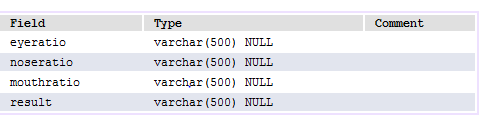 Field Type Comment
eyeratio varchar(500) NULL
noseratio varchar(500) NULL
mouthratio varchar(500) NULL
result varchar(500) NULL